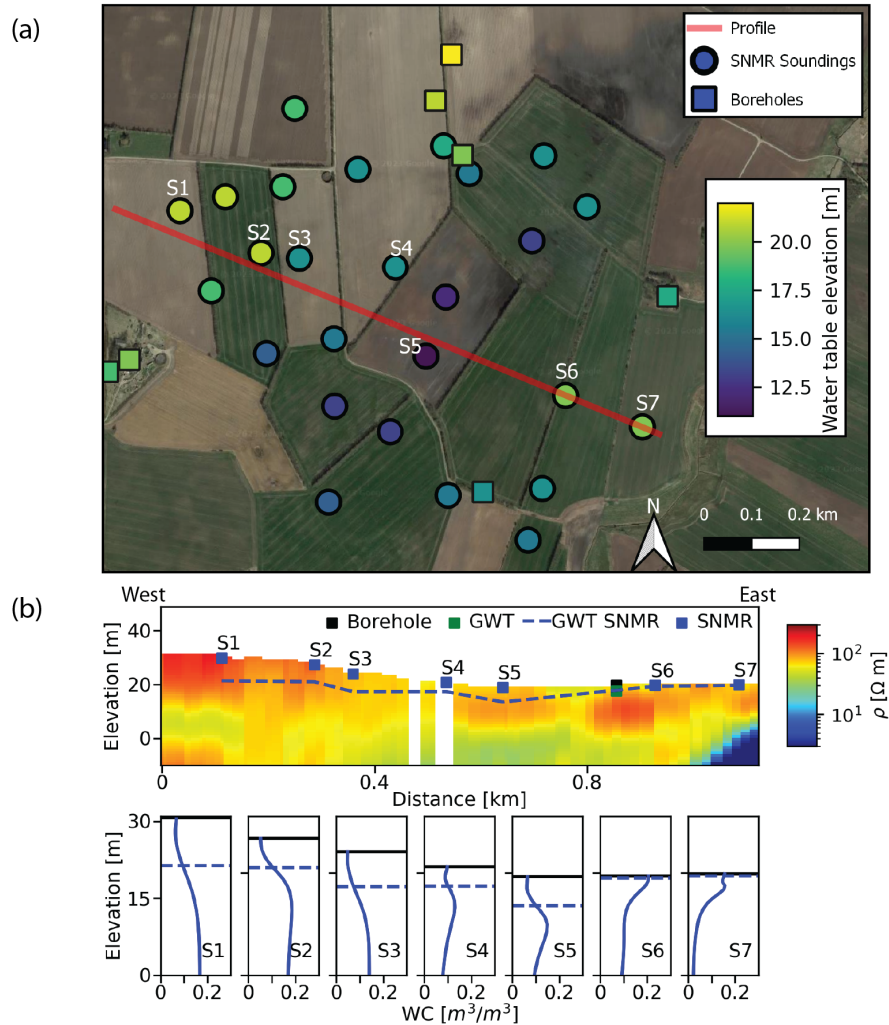 (a)
Profile
SNMR Soundings
Boreholes
S1
S2
S3
S4
S5
S6
S7
Water table elevation [m]
20.0
17.5
15.0
12.5
N
0 0.1 0.2 km
(b)
West East
Elevation [m]
40
20
0
Borehole GWT GWT SNMR SNMR
S1 S2 S3 S4 S5 S6 S7
0 0.4 0.8
Distance [km]
10²
10¹
ρ [Ω m]
Elevation [m]
30
15
0
S1 S2 S3 S4 S5 S6 S7
0 0.2 0 0.2 0 0.2 0 0.2 0 0.2 0 0.2 0 0.2
WC [m³/m³]